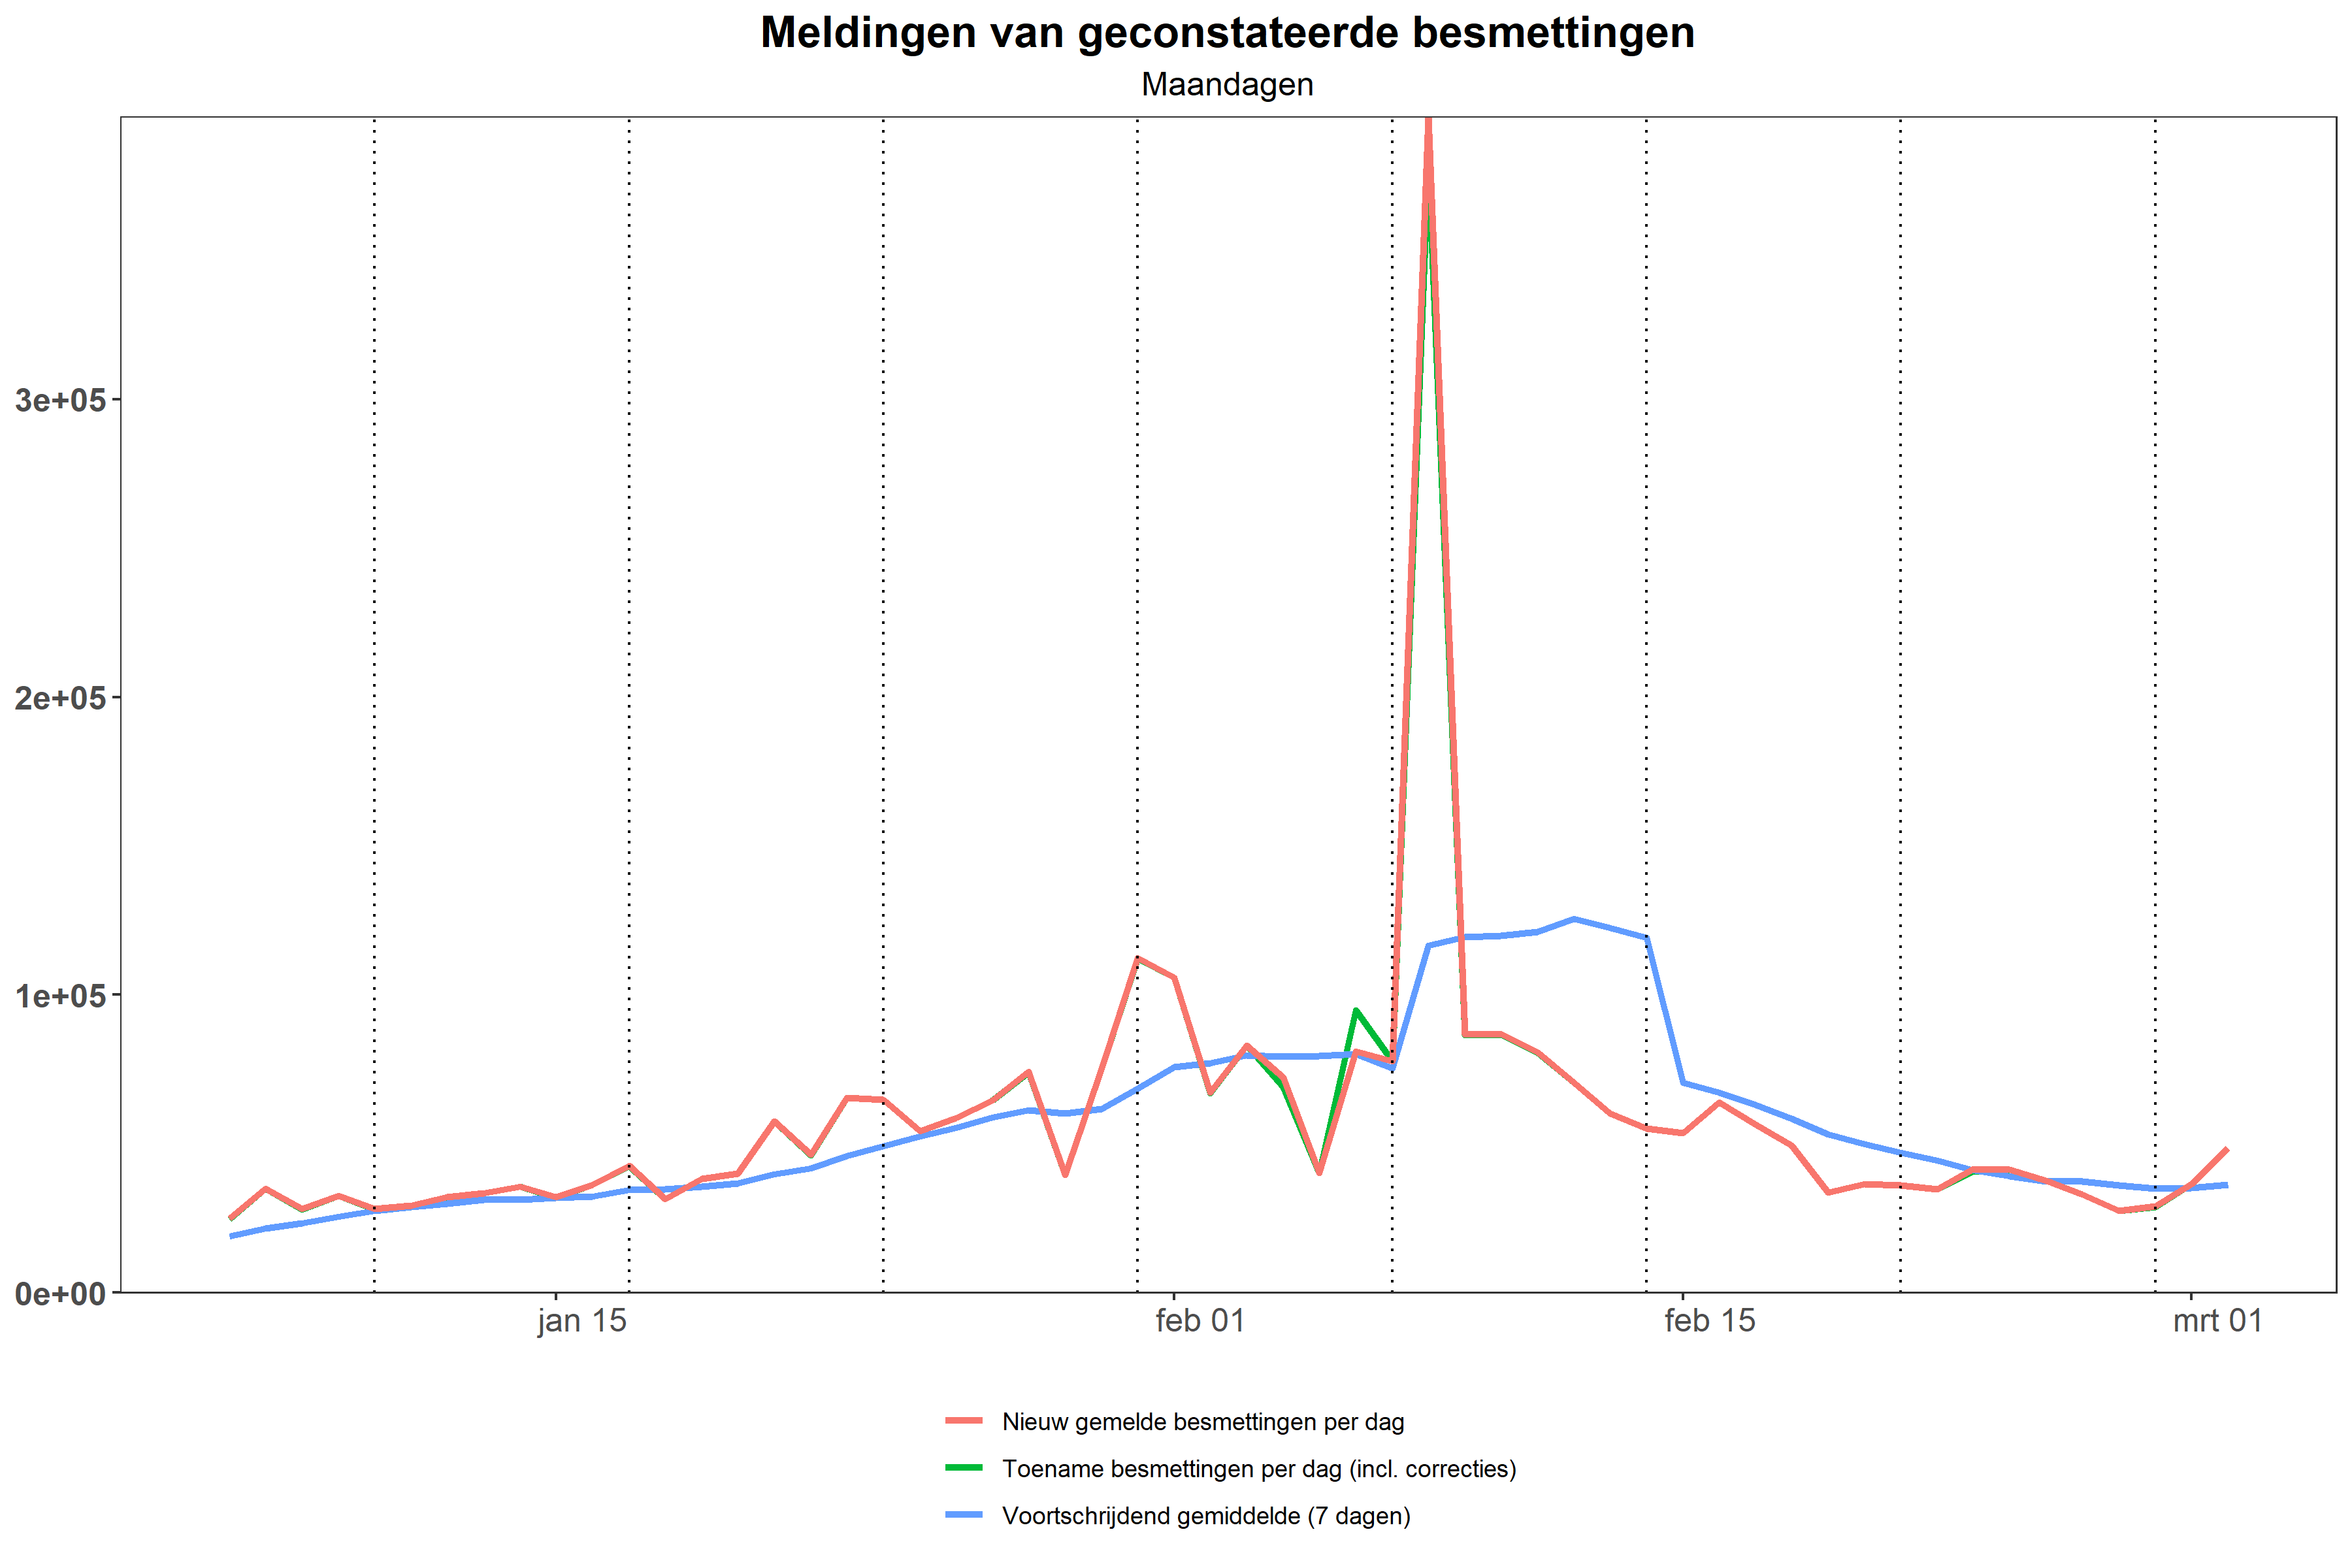 Meldingen van geconstateerde besmettingen
Maandagen
3e+05
2e+05
1e+05
0e+00
jan 15 feb 01 feb 15 mrt 01
Nieuw gemelde besmettingen per dag
Toename besmettingen per dag (incl. correcties)
Voortschrijdend gemiddelde (7 dagen)